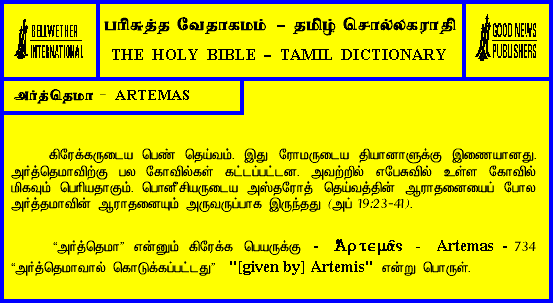 BELLWETHER
INTERNATIONAL
பரிசுத்த வேதாகமம் – தமிழ் சொல்லகராதி
THE HOLY BIBLE – TAMIL DICTIONARY
GOOD NEWS
PUBLISHERS
அர்த்தெமா - ARTEMAS
கிரேக்கருடைய பெண் தெய்வம். இது ரோமருடைய தியானாளுக்கு இணையானது.
அர்த்தெமாவிற்கு பல கோவில்கள் கட்டப்பட்டன. அவற்றில் எபேசுவில் உள்ள கோவில்
மிகவும் பெரியதாகும். பொனீசியருடைய அஸ்தரோத் தெய்வத்தின் ஆராதனையைப் போல
அர்த்தமாவின் ஆராதனையும் அருவருப்பாக இருந்தது (அப் 19:23-41).
“அர்த்தெமா” என்னும் கிரேக்க பெயருக்கு - Ἀρτεμᾶς - Artemas - 734
“அர்த்தெமாவால் கொடுக்கப்பட்டது” "[given by] Artemis" என்று பொருள்.